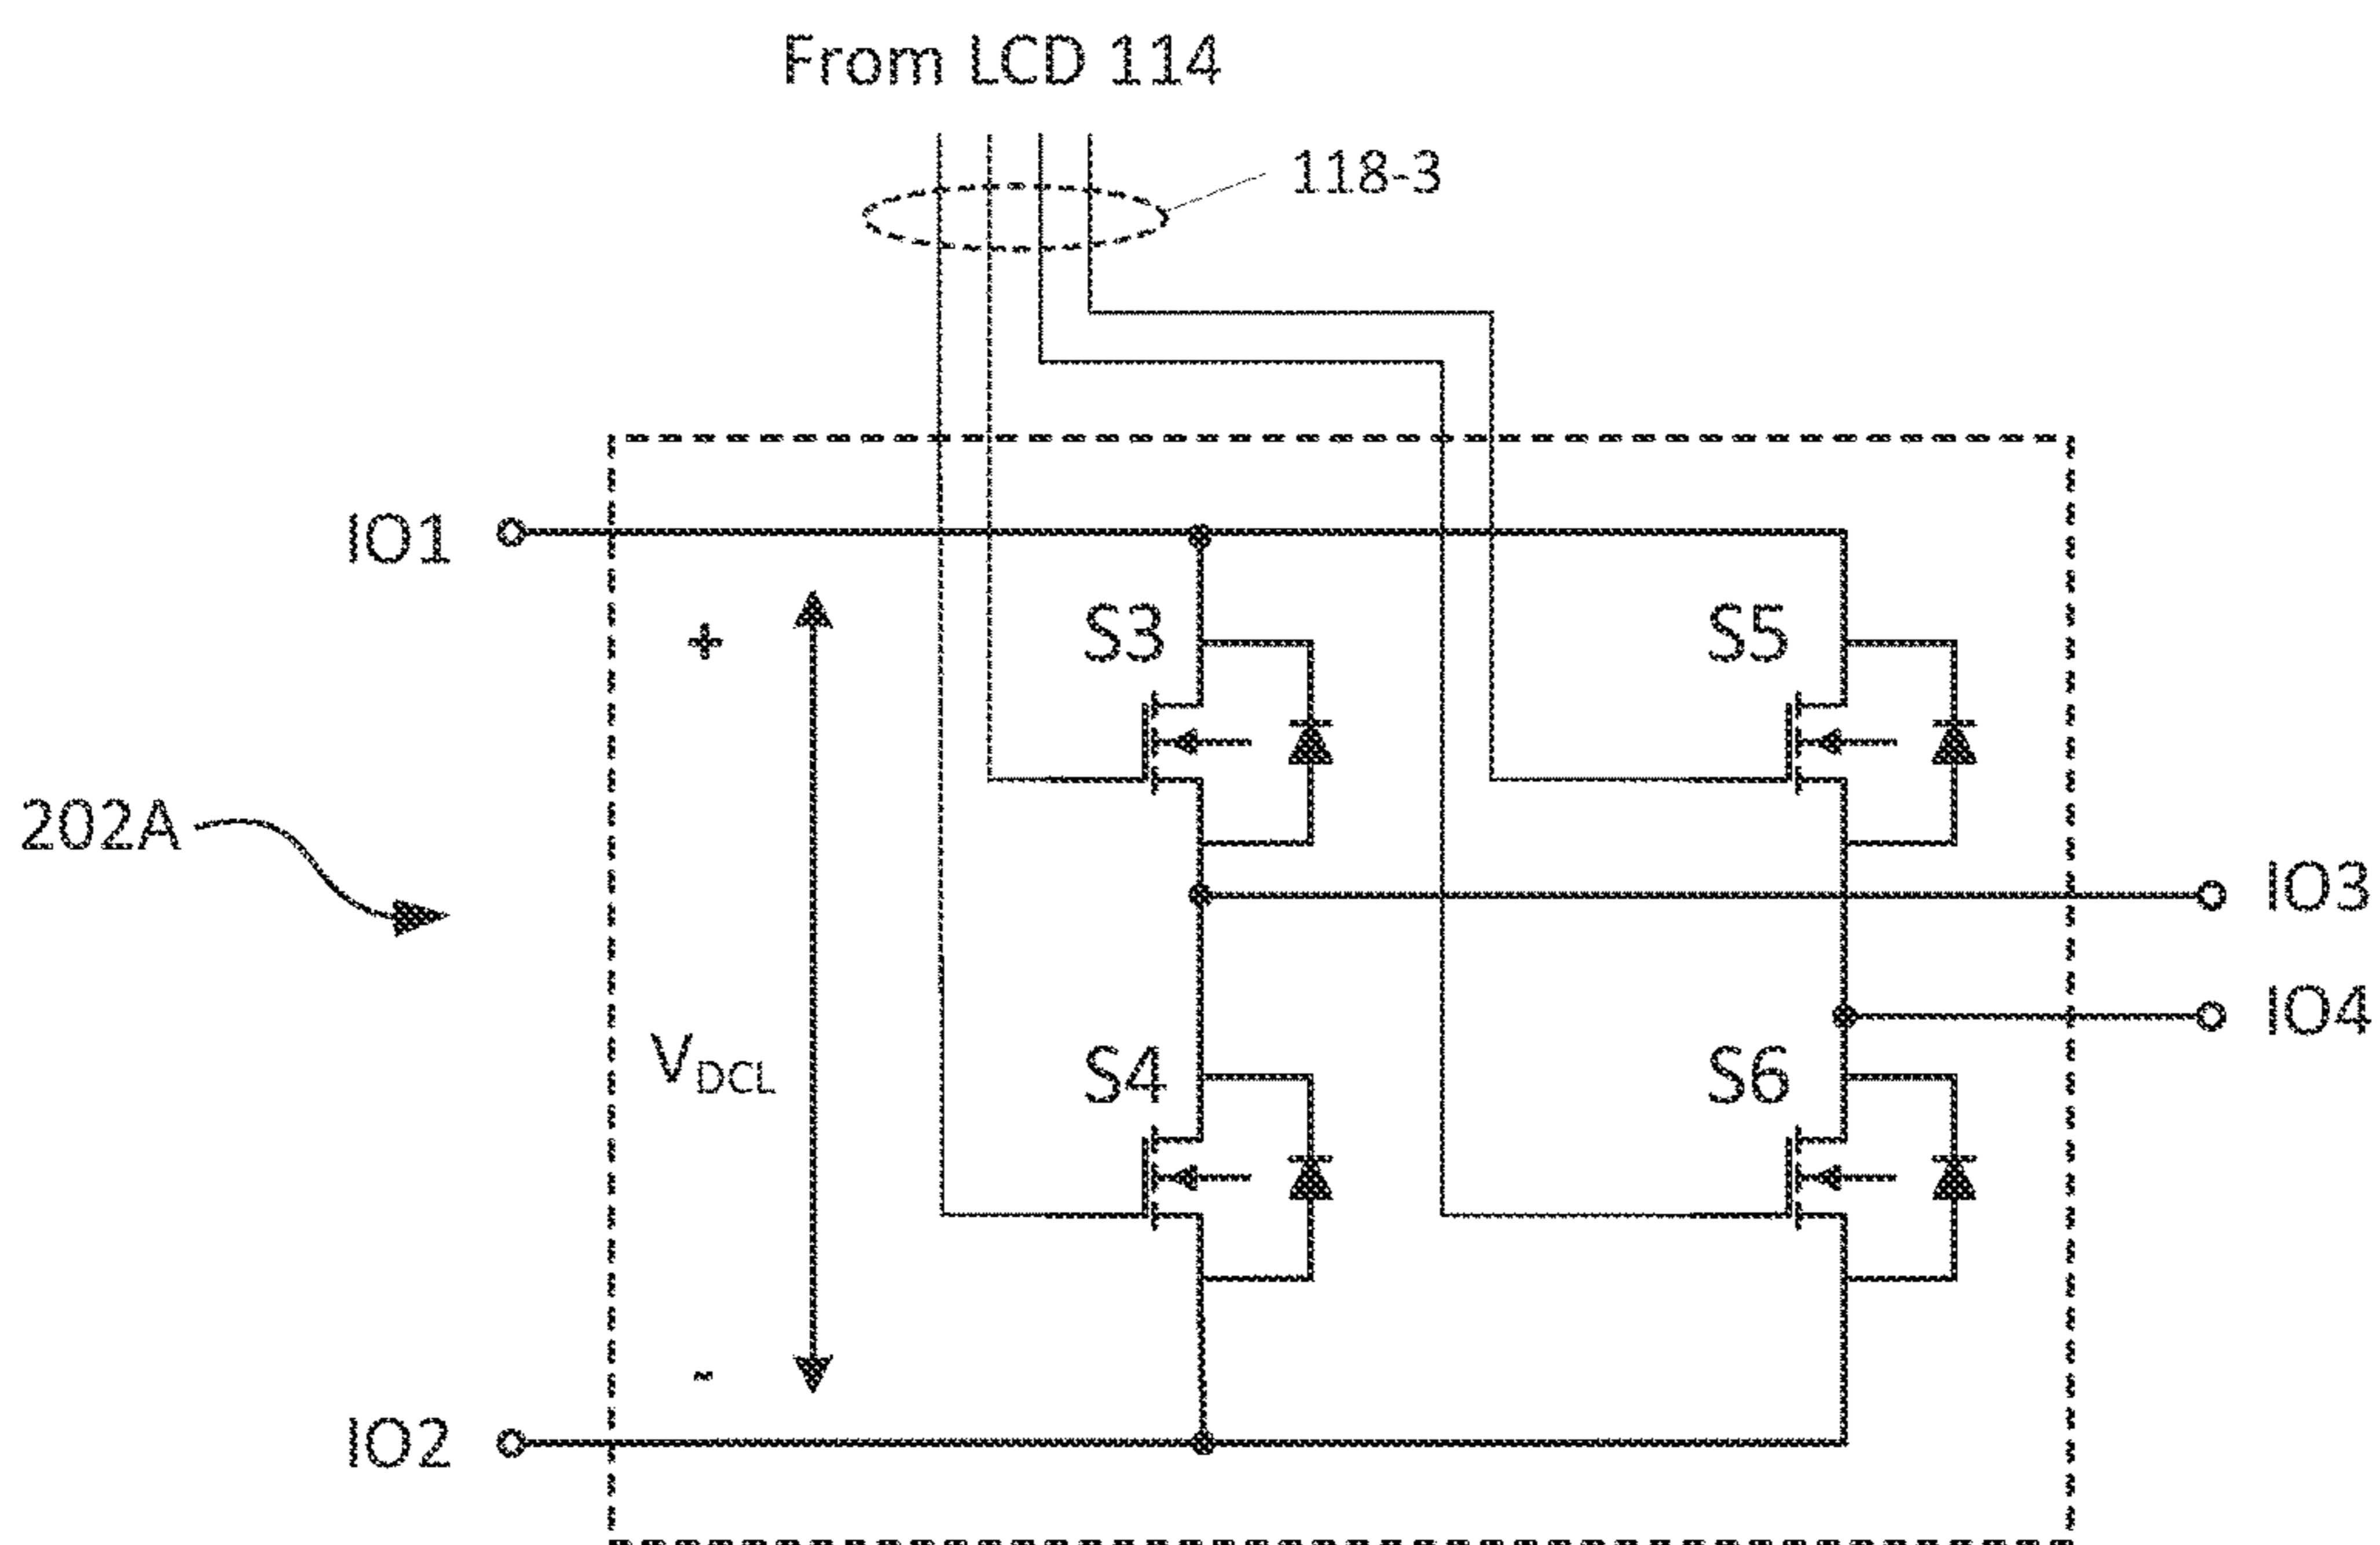 From LCD 114
118-3
IO1
+
S3
S5
202A
IO3
IO4
VDCL
S4
S6
-
IO2